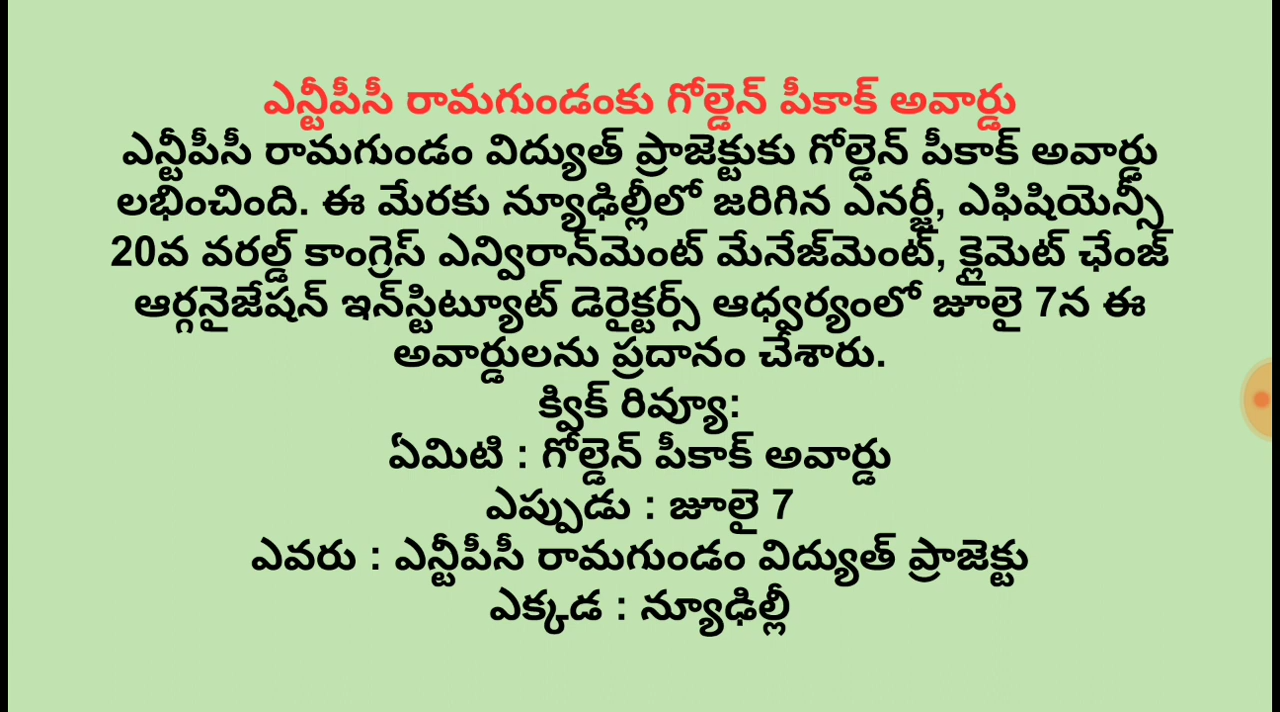 ఎన్టీపీసీ రామగుండంకు గోల్డెన్ పీకాక్ అవార్డు
ఎన్టీపీసీ రామగుండం విద్యుత్ ప్రాజెక్టుకు గోల్డెన్ పీకాక్ అవార్డు
లభించింది. ఈ మేరకు న్యూఢిల్లీలో జరిగిన ఎనర్జీ, ఎఫిషియెన్సీ
20వ వరల్డ్ కాంగ్రెస్ ఎన్విరాన్‌మెంట్ మేనేజ్‌మెంట్, క్లైమెట్ ఛేంజ్
ఆర్గనైజేషన్ ఇన్‌స్టిట్యూట్ డెరైక్టర్స్ ఆధ్వర్యంలో జూలై 7న ఈ
అవార్డులను ప్రదానం చేశారు.
క్విక్ రివ్యూ:
ఏమిటి : గోల్డెన్ పీకాక్ అవార్డు
ఎప్పుడు : జూలై 7
ఎవరు : ఎన్టీపీసీ రామగుండం విద్యుత్ ప్రాజెక్టు
ఎక్కడ : న్యూఢిల్లీ